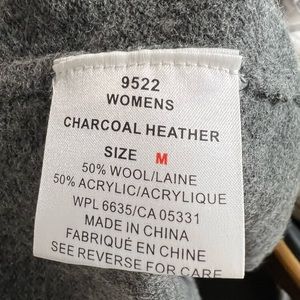 9522
WOMENS
CHARCOAL HEATHER
SIZE M
50% WOOL/LAINE
50% ACRYLIC/ACRYLIQUE
WPL 6635/CA 05331
MADE IN CHINA
FABRIQUÉ EN CHINE
SEE REVERSE FOR CARE